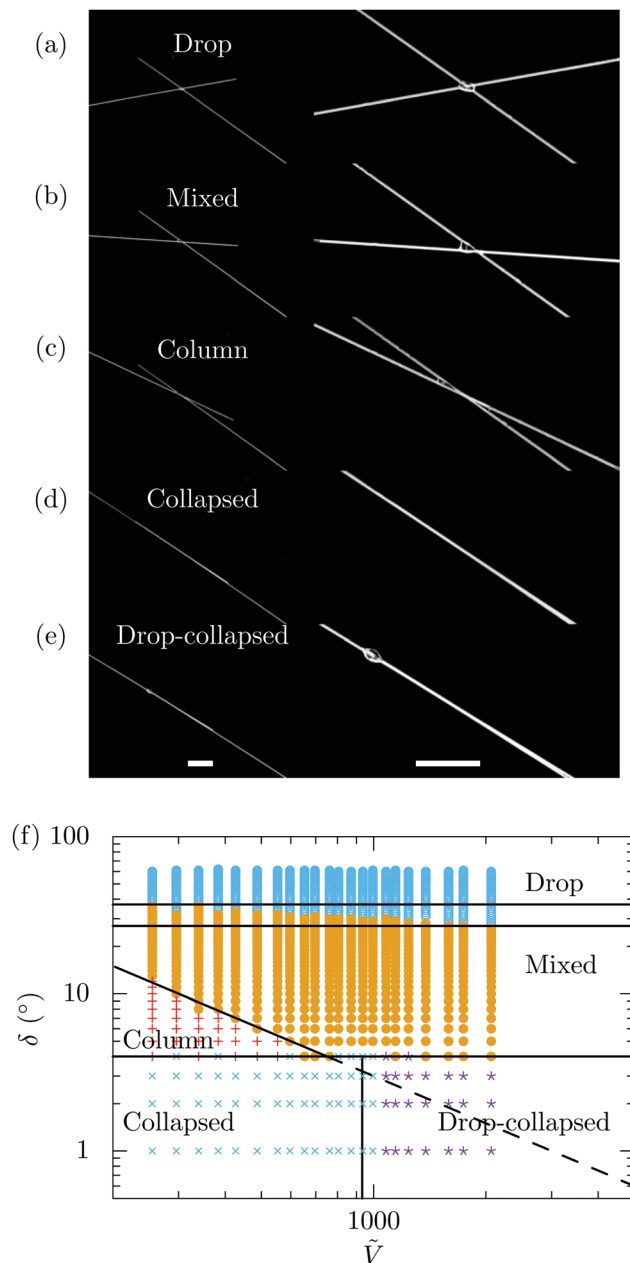 (a)
Drop
(b)
Mixed
(c)
Column
(d)
Collapsed
(e)
Drop-collapsed
(f)
100
Drop
Mixed
10
δ (°)
Column
Collapsed
Drop-collapsed
1
1000
Ṽ